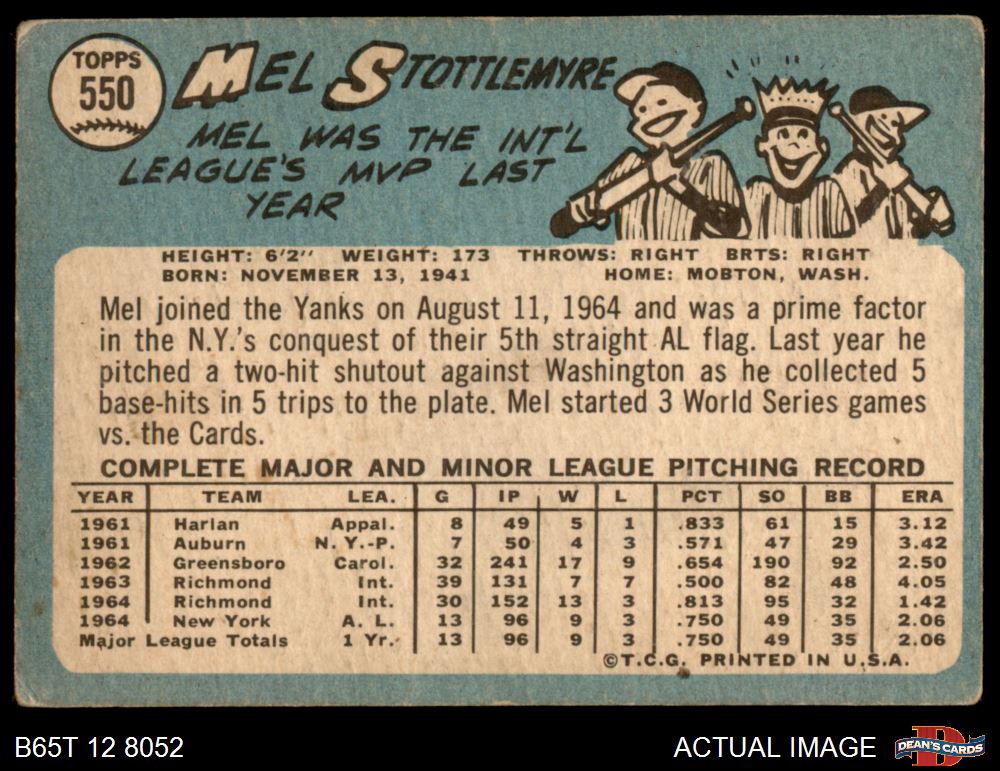 TOPPS
550
MEL STOTTLEMYRE
MEL WAS THE INT'L
LEAGUE'S MVP LAST
YEAR
HEIGHT: 6'2" WEIGHT: 173 THROWS: RIGHT BRTS: RIGHT
BORN: NOVEMBER 13, 1941 HOME: MOBTON, WASH.
Mel joined the Yanks on August 11, 1964 and was a prime factor
in the N.Y.'s conquest of their 5th straight AL flag. Last year he
pitched a two-hit shutout against Washington as he collected 5
base-hits in 5 trips to the plate. Mel started 3 World Series games
vs. the Cards.
COMPLETE MAJOR AND MINOR LEAGUE PITCHING RECORD
YEAR TEAM LEA. G IP W L PCT SO BB ERA
1961 Harlan Appal. 8 49 5 1 .833 61 15 3.12
1961 Auburn N. Y.-P. 7 50 4 3 .571 47 29 3.42
1962 Greensboro Carol. 32 241 17 9 .654 190 92 2.50
1963 Richmond Int. 39 131 7 7 .500 82 48 4.05
1964 Richmond Int. 30 152 13 3 .813 95 32 1.42
1964 New York A. L. 13 96 9 3 .750 49 35 2.06
Major League Totals 1 Yr. 13 96 9 3 .750 49 35 2.06
©T.C.G. PRINTED IN U.S.A.
B65T 12 8052 ACTUAL IMAGE D DEAN'S CARDS